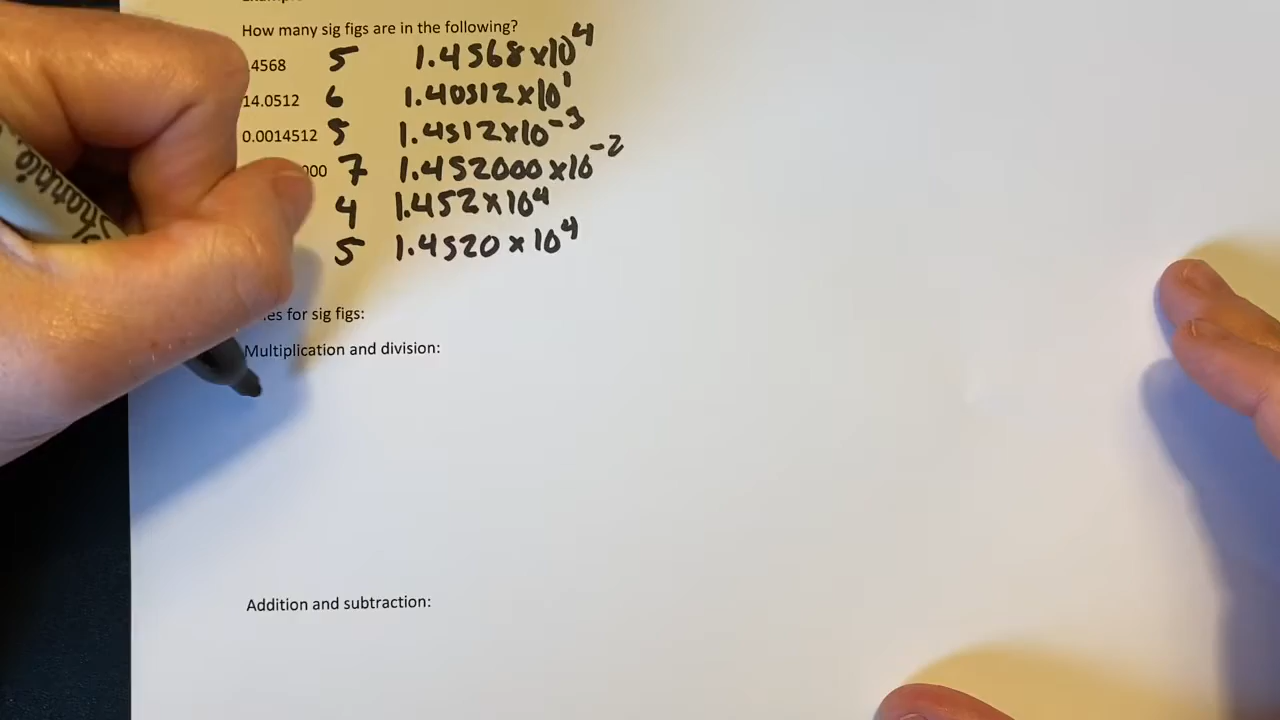 How many sig figs are in the following?
4568 5 1.4568 x 10^4
14.0512 6 1.40512 x 10^1
0.0014512 5 1.4512 x 10^-3
000 7 1.452000 x 10^-2
4 1.452 x 10^4
5 1.4520 x 10^4
for sig figs:
Multiplication and division:
Addition and subtraction:
Sharpie